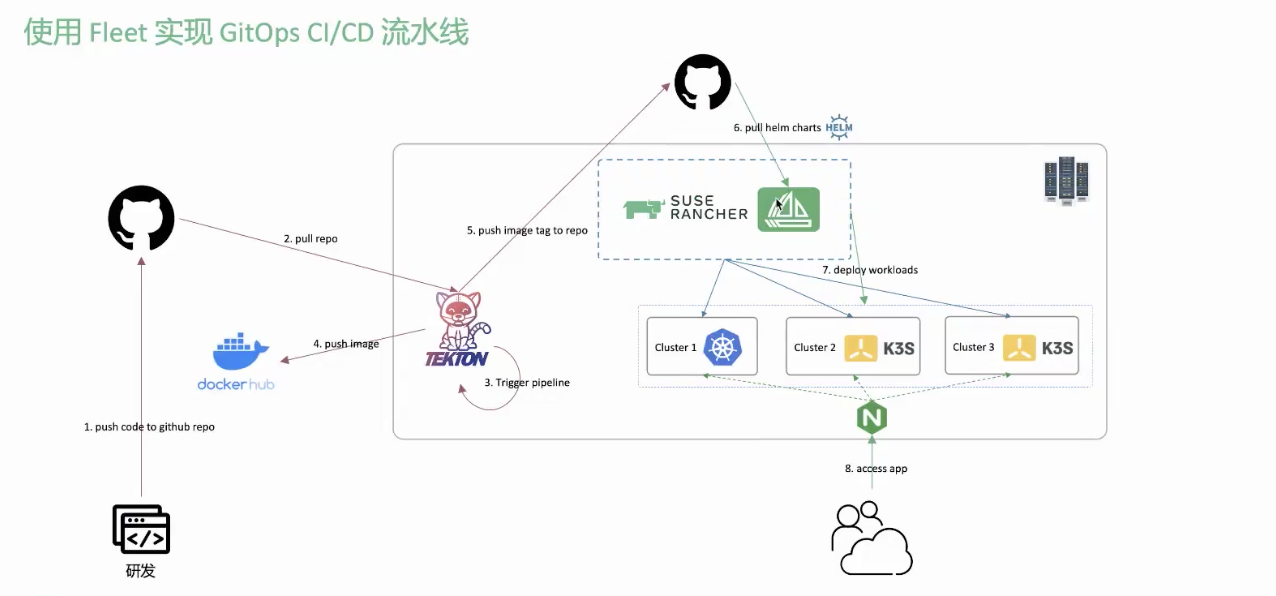 使用 Fleet 实现 GitOps CI/CD 流水线
6. pull helm charts
HELM
SUSE
RANCHER
5. push image tag to repo
2. pull repo
7. deploy workloads
TEKTON
4. push image
docker hub
3. Trigger pipeline
Cluster 1
Cluster 2
K3S
Cluster 3
K3S
N
1. push code to github repo
8. access app
</>
研发